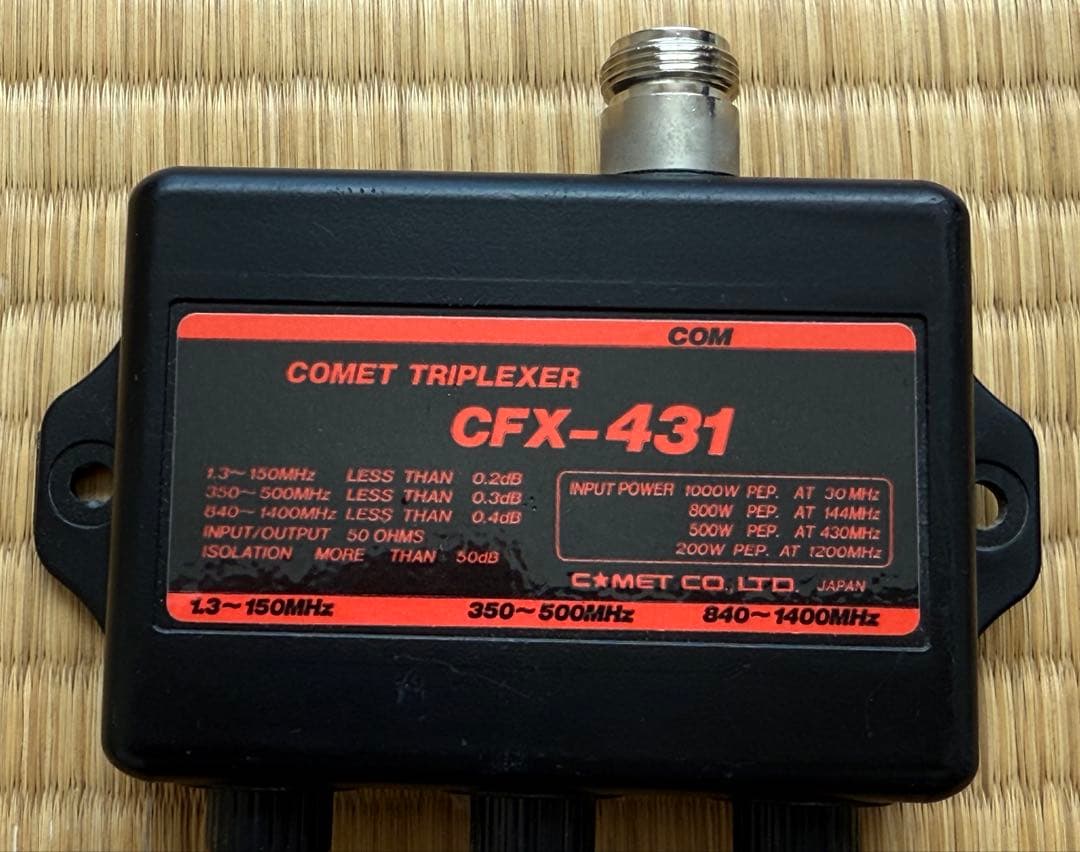 COM
COMET TRIPLEXER
CFX-431
1.3~150MHz LESS THAN 0.2dB
350~500MHz LESS THAN 0.3dB
840~1400MHz LESS THAN 0.4dB
INPUT/OUTPUT 50 OHMS
ISOLATION MORE THAN 50dB
INPUT POWER 1000W PEP. AT 30MHz
800W PEP. AT 144MHz
500W PEP. AT 430MHz
200W PEP. AT 1200MHz
C★MET CO., LTD. JAPAN
1.3~150MHz 350~500MHz 840~1400MHz